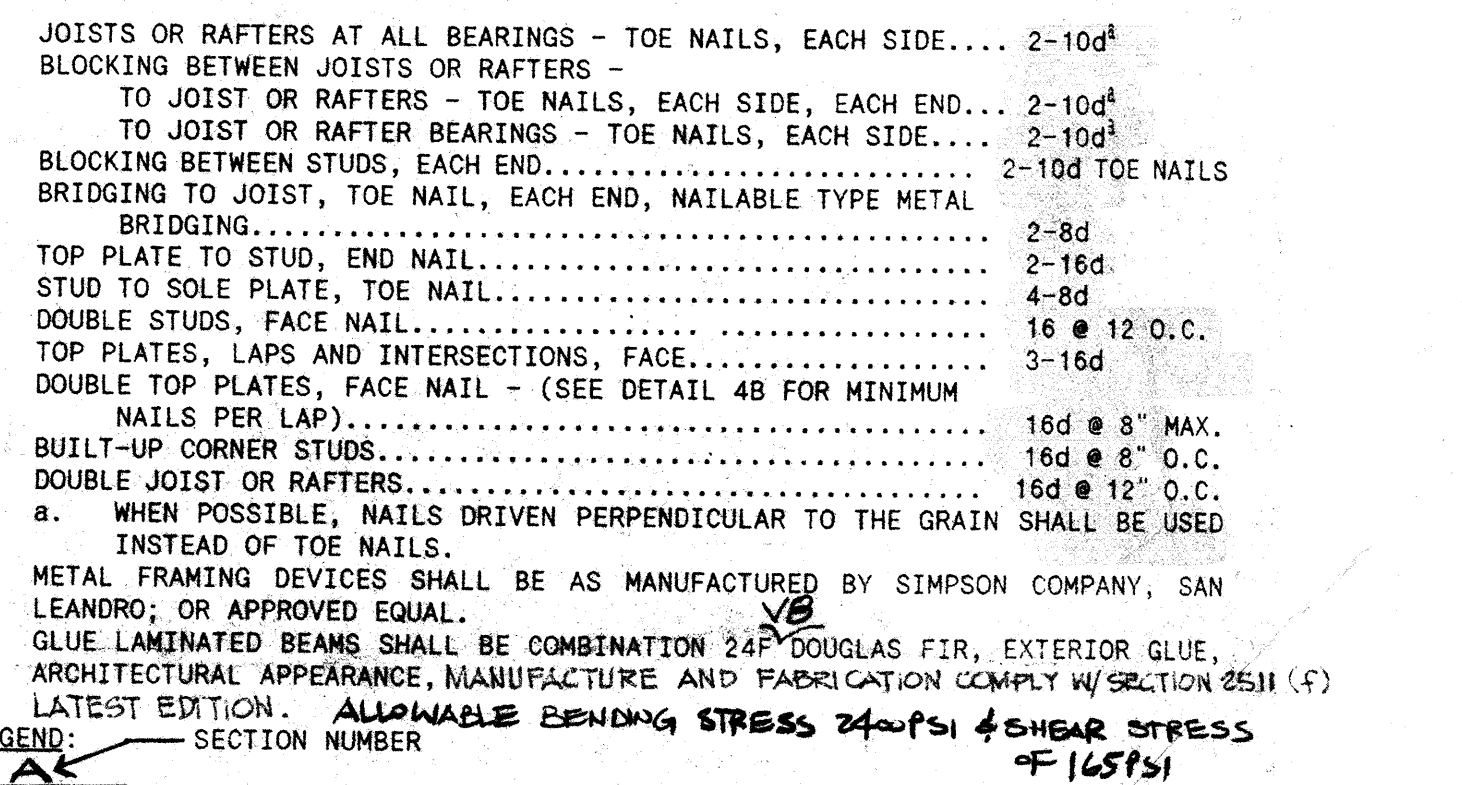 JOISTS OR RAFTERS AT ALL BEARINGS - TOE NAILS, EACH SIDE.... 2-10dª
BLOCKING BETWEEN JOISTS OR RAFTERS -
TO JOIST OR RAFTERS - TOE NAILS, EACH SIDE, EACH END... 2-10dª
TO JOIST OR RAFTER BEARINGS - TOE NAILS, EACH SIDE.... 2-10dª
BLOCKING BETWEEN STUDS, EACH END............................ 2-10d TOE NAILS
BRIDGING TO JOIST, TOE NAIL, EACH END, NAILABLE TYPE METAL
BRIDGING.............................................. 2-8d
TOP PLATE TO STUD, END NAIL................................ 2-16d
STUD TO SOLE PLATE, TOE NAIL............................... 4-8d
DOUBLE STUDS, FACE NAIL.................. ................. 16 @ 12 O.C.
TOP PLATES, LAPS AND INTERSECTIONS, FACE................... 3-16d
DOUBLE TOP PLATES, FACE NAIL - (SEE DETAIL 4B FOR MINIMUM
NAILS PER LAP)........................................ 16d @ 8" MAX.
BUILT-UP CORNER STUDS...................................... 16d @ 8" O.C.
DOUBLE JOIST OR RAFTERS.................................... 16d @ 12" O.C.
a. WHEN POSSIBLE, NAILS DRIVEN PERPENDICULAR TO THE GRAIN SHALL BE USED
INSTEAD OF TOE NAILS.
METAL FRAMING DEVICES SHALL BE AS MANUFACTURED BY SIMPSON COMPANY, SAN
LEANDRO; OR APPROVED EQUAL.
V8
GLUE LAMINATED BEAMS SHALL BE COMBINATION 24F DOUGLAS FIR, EXTERIOR GLUE,
ARCHITECTURAL APPEARANCE, MANUFACTURE AND FABRICATION COMPLY W/ SECTION 2511 (f)
LATEST EDITION. ALLOWABLE BENDING STRESS 2400PSI & SHEAR STRESS
OF 165PSI
GEND: SECTION NUMBER
A